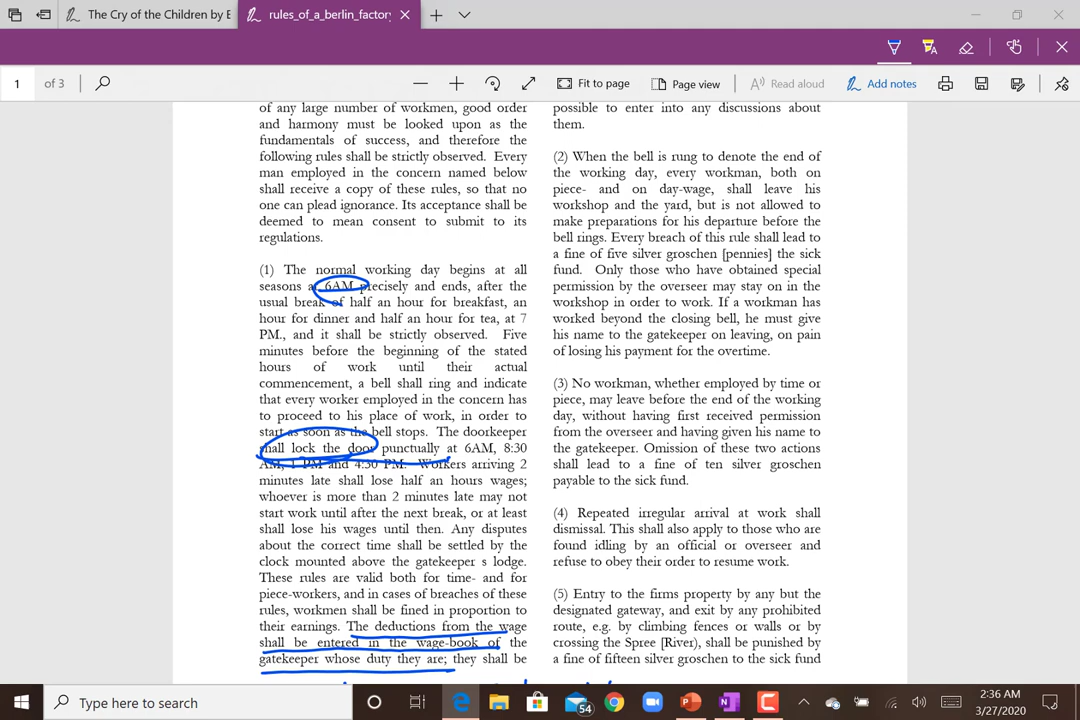 The Cry of the Children by E
rules_of_a_berlin_factory
1
of 3
Fit to page
Page view
Read aloud
Add notes
of any large number of workmen, good order
and harmony must be looked upon as the
fundamentals of success, and therefore the
following rules shall be strictly observed. Every
man employed in the concern named below
shall receive a copy of these rules, so that no
one can plead ignorance. Its acceptance shall be
deemed to mean consent to submit to its
regulations.
(1) The normal working day begins at all
seasons at 6AM precisely and ends, after the
usual break of half an hour for breakfast, an
hour for dinner and half an hour for tea, at 7
PM., and it shall be strictly observed. Five
minutes before the beginning of the stated
hours of work until their actual
commencement, a bell shall ring and indicate
that every worker employed in the concern has
to proceed to his place of work, in order to
start as soon as the bell stops. The doorkeeper
shall lock the door punctually at 6AM, 8:30
AM, 1 PM and 4:30 PM. Workers arriving 2
minutes late shall lose half an hours wages;
whoever is more than 2 minutes late may not
start work until after the next break, or at least
shall lose his wages until then. Any disputes
about the correct time shall be settled by the
clock mounted above the gatekeeper s lodge.
These rules are valid both for time- and for
piece-workers, and in cases of breaches of these
rules, workmen shall be fined in proportion to
their earnings. The deductions from the wage
shall be entered in the wage-book of the
gatekeeper whose duty they are; they shall be
possible to enter into any discussions about
them.
(2) When the bell is rung to denote the end of
the working day, every workman, both on
piece- and on day-wage, shall leave his
workshop and the yard, but is not allowed to
make preparations for his departure before the
bell rings. Every breach of this rule shall lead to
a fine of five silver groschen [pennies] the sick
fund. Only those who have obtained special
permission by the overseer may stay on in the
workshop in order to work. If a workman has
worked beyond the closing bell, he must give
his name to the gatekeeper on leaving, on pain
of losing his payment for the overtime.
(3) No workman, whether employed by time or
piece, may leave before the end of the working
day, without having first received permission
from the overseer and having given his name to
the gatekeeper. Omission of these two actions
shall lead to a fine of ten silver groschen
payable to the sick fund.
(4) Repeated irregular arrival at work shall
dismissal. This shall also apply to those who are
found idling by an official or overseer and
refuse to obey their order to resume work.
(5) Entry to the firms property by any but the
designated gateway, and exit by any prohibited
route, e.g. by climbing fences or walls or by
crossing the Spree [River), shall be punished by
a fine of fifteen silver groschen to the sick fund
Type here to search
54
2:36 AM
3/27/2020